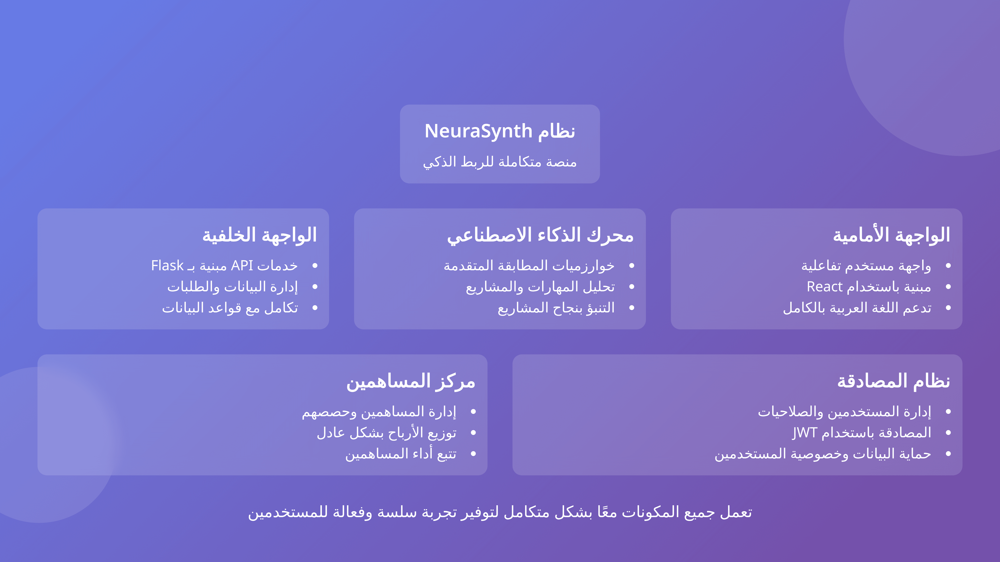 نظام NeuraSynth
منصة متكاملة للربط الذكي
الواجهة الأمامية
• واجهة مستخدم تفاعلية
• مبنية باستخدام React
• تدعم اللغة العربية بالكامل
محرك الذكاء الاصطناعي
• خوارزميات المطابقة المتقدمة
• تحليل المهارات والمشاريع
• التنبؤ بنجاح المشاريع
الواجهة الخلفية
• خدمات API مبنية بـ Flask
• إدارة البيانات والطلبات
• تكامل مع قواعد البيانات
نظام المصادقة
• إدارة المستخدمين والصلاحيات
• المصادقة باستخدام JWT
• حماية البيانات وخصوصية المستخدمين
مركز المساهمين
• إدارة المساهمين وحصصهم
• توزيع الأرباح بشكل عادل
• تتبع أداء المساهمين
تعمل جميع المكونات معًا بشكل متكامل لتوفير تجربة سلسة وفعالة للمستخدمين